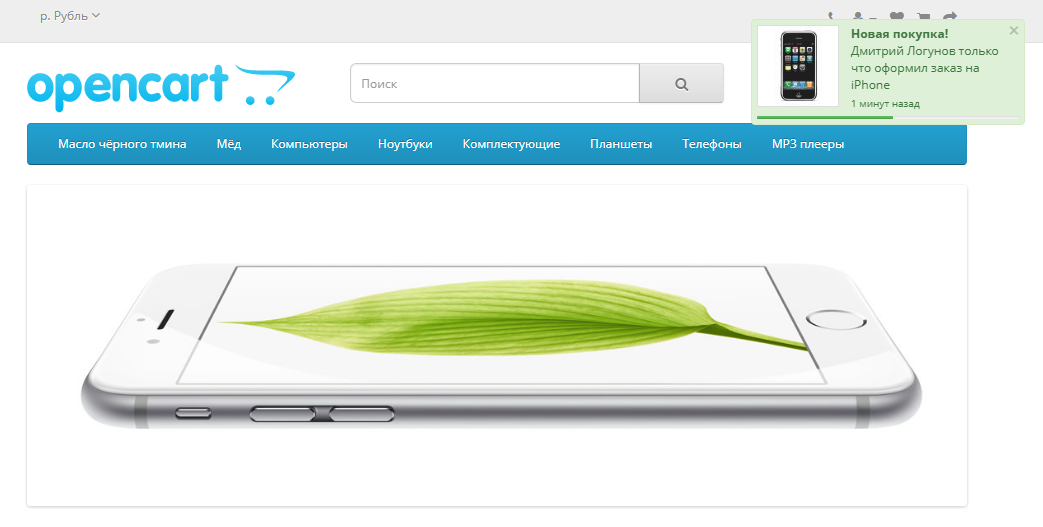 р. Рубль
Новая покупка!
Дмитрий Логунов только
что оформил заказ на
iPhone
1 минут назад
opencart
Поиск
Масло чёрного тмина Мёд Компьютеры Ноутбуки Комплектующие Планшеты Телефоны MP3 плееры